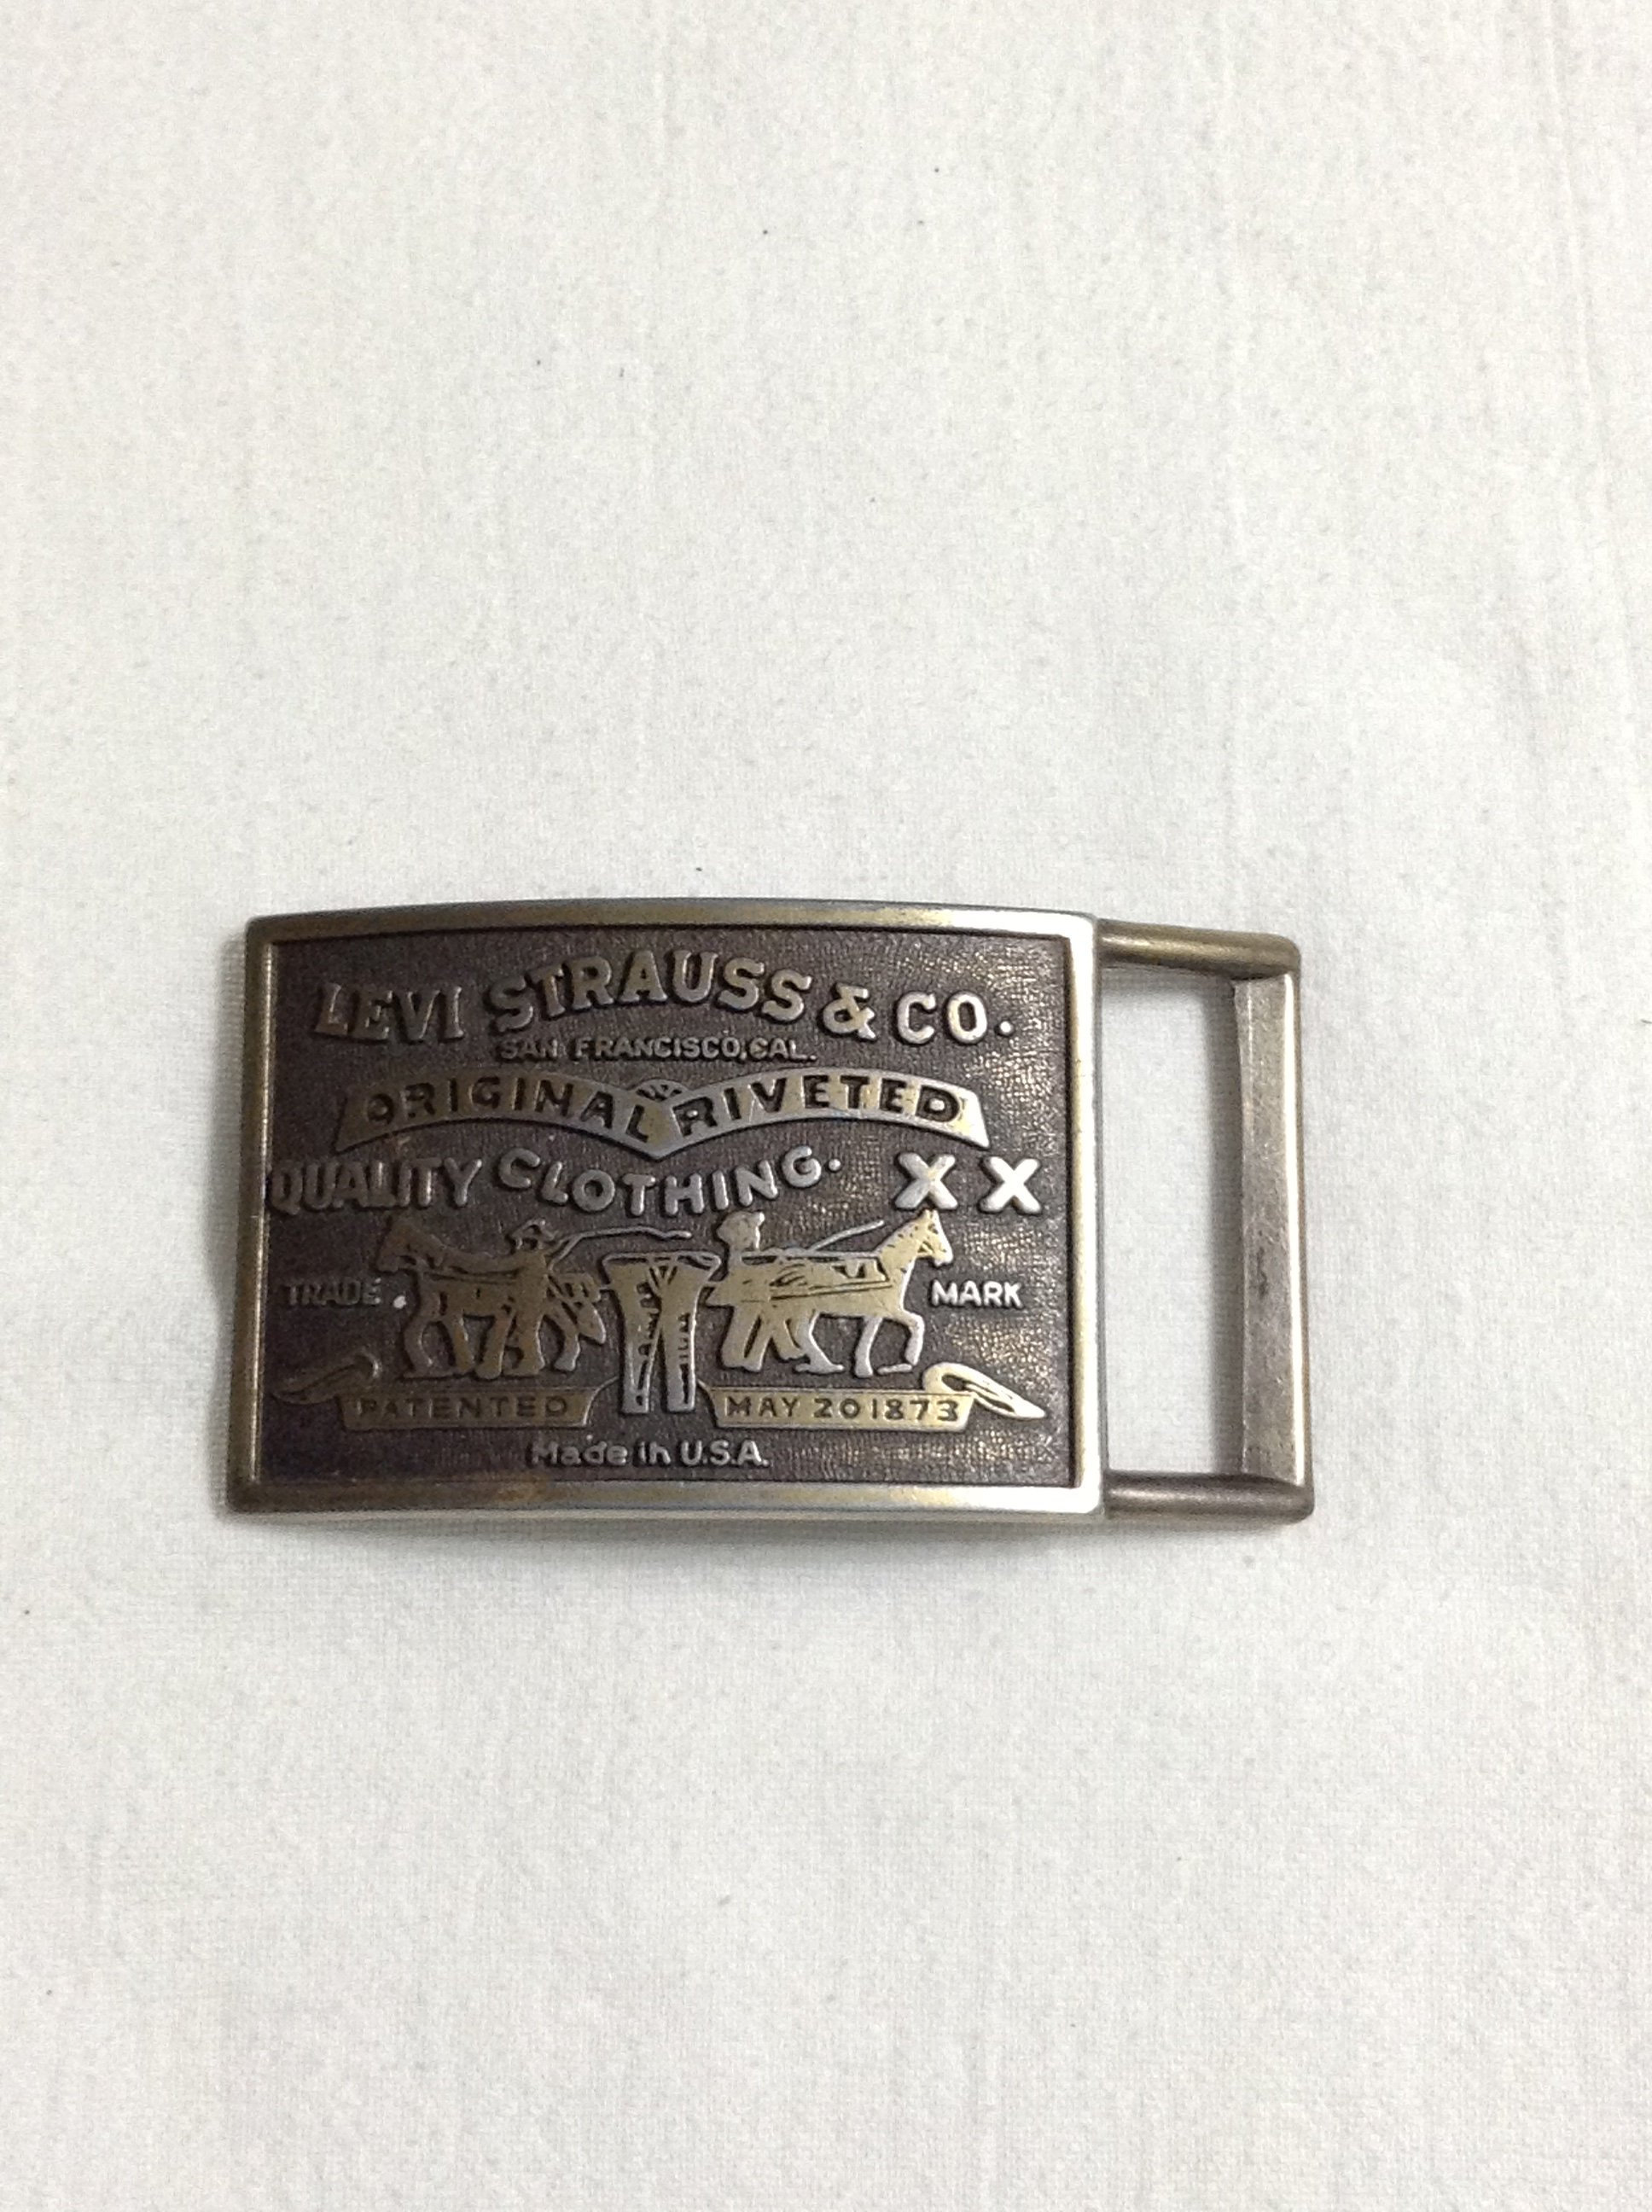 LEVI STRAUSS & CO.
SAN FRANCISCO, CAL.
ORIGINAL RIVETED
QUALITY CLOTHING. XX
TRADE MARK
PATENTED MAY 20 1873
Made in U.S.A.